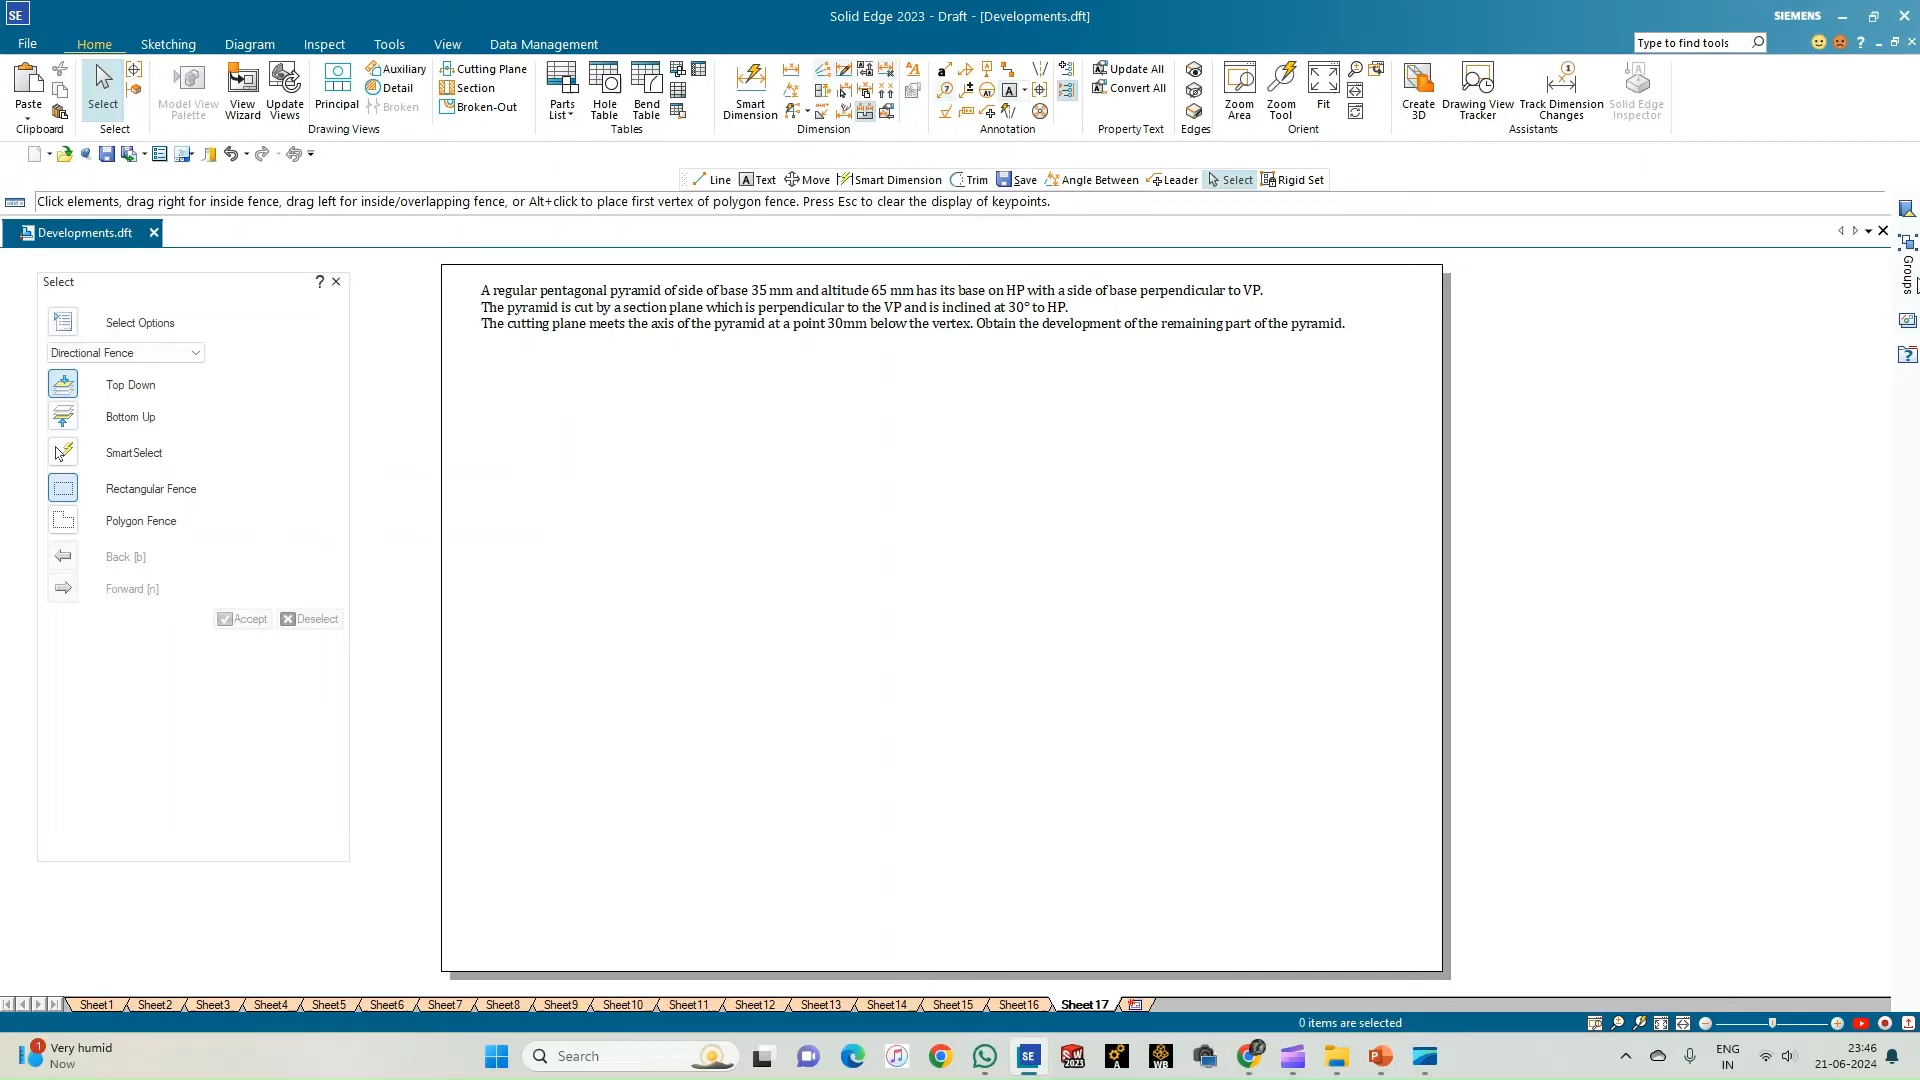 SE
Solid Edge 2023 - Draft - [Developments.dft]
SIEMENS
File
Home
Sketching
Diagram
Inspect
Tools
View
Data Management
Type to find tools
Paste
Clipboard
Select
Select
Model View Palette
View Wizard
Update Views
Principal
Auxiliary
Detail
Broken
Cutting Plane
Section
Broken-Out
Drawing Views
Parts List
Hole Table
Bend Table
Tables
Smart Dimension
Dimension
Annotation
Update All
Convert All
Property Text
Edges
Zoom Area
Zoom Tool
Fit
Orient
Create 3D
Drawing View Tracker
Track Dimension Changes
Solid Edge Inspector
Assistants
Line
Text
Move
Smart Dimension
Trim
Save
Angle Between
Leader
Select
Rigid Set
Click elements, drag right for inside fence, drag left for inside/overlapping fence, or Alt+click to place first vertex of polygon fence. Press Esc to clear the display of keypoints.
Developments.dft
Groups
Select
Select Options
Directional Fence
Top Down
Bottom Up
SmartSelect
Rectangular Fence
Polygon Fence
Back [b]
Forward [n]
Accept
Deselect
A regular pentagonal pyramid of side of base 35 mm and altitude 65 mm has its base on HP with a side of base perpendicular to VP.
The pyramid is cut by a section plane which is perpendicular to the VP and is inclined at 30° to HP.
The cutting plane meets the axis of the pyramid at a point 30mm below the vertex. Obtain the development of the remaining part of the pyramid.
Sheet1
Sheet2
Sheet3
Sheet4
Sheet5
Sheet6
Sheet7
Sheet8
Sheet9
Sheet10
Sheet11
Sheet12
Sheet13
Sheet14
Sheet15
Sheet16
Sheet17
0 items are selected
1
Very humid
Now
Search
SE
2023
A
WB
ENG
IN
23:46
21-06-2024